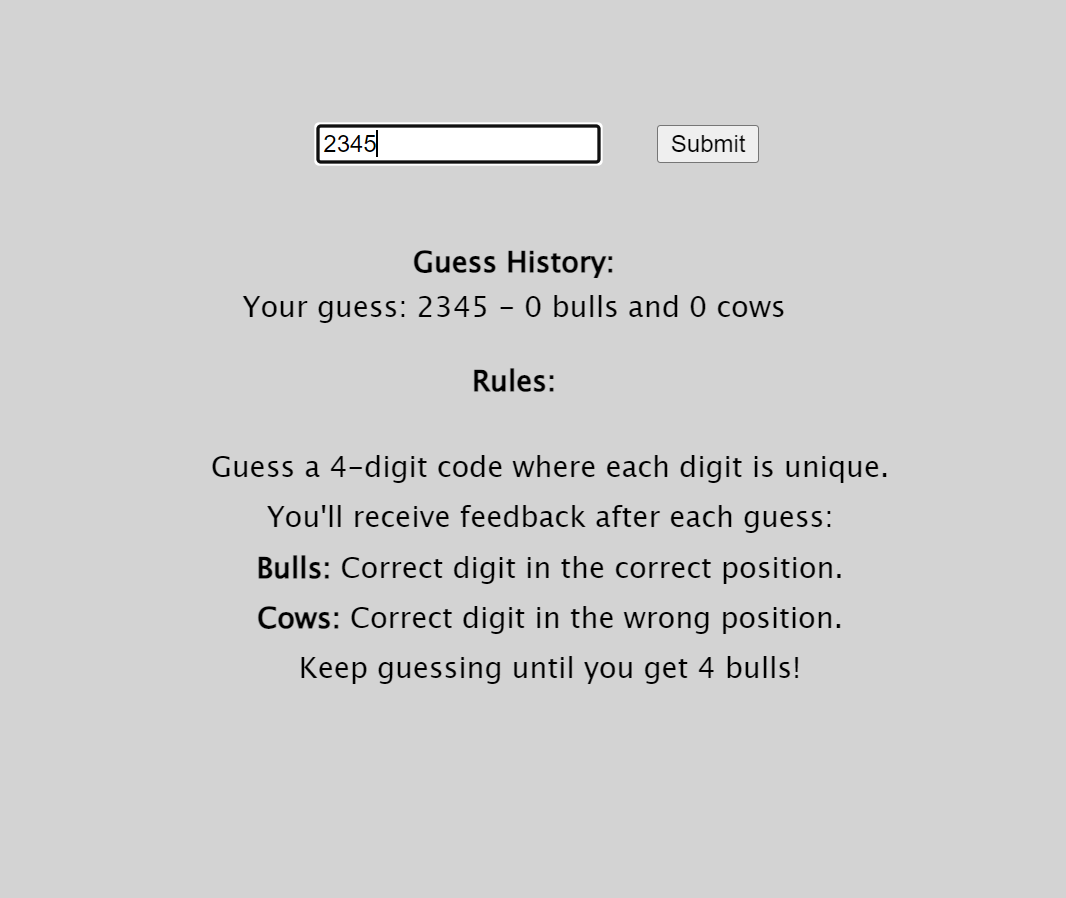 2345
Submit
Guess History:
Your guess: 2345 - 0 bulls and 0 cows
Rules:
Guess a 4-digit code where each digit is unique.
You'll receive feedback after each guess:
Bulls: Correct digit in the correct position.
Cows: Correct digit in the wrong position.
Keep guessing until you get 4 bulls!